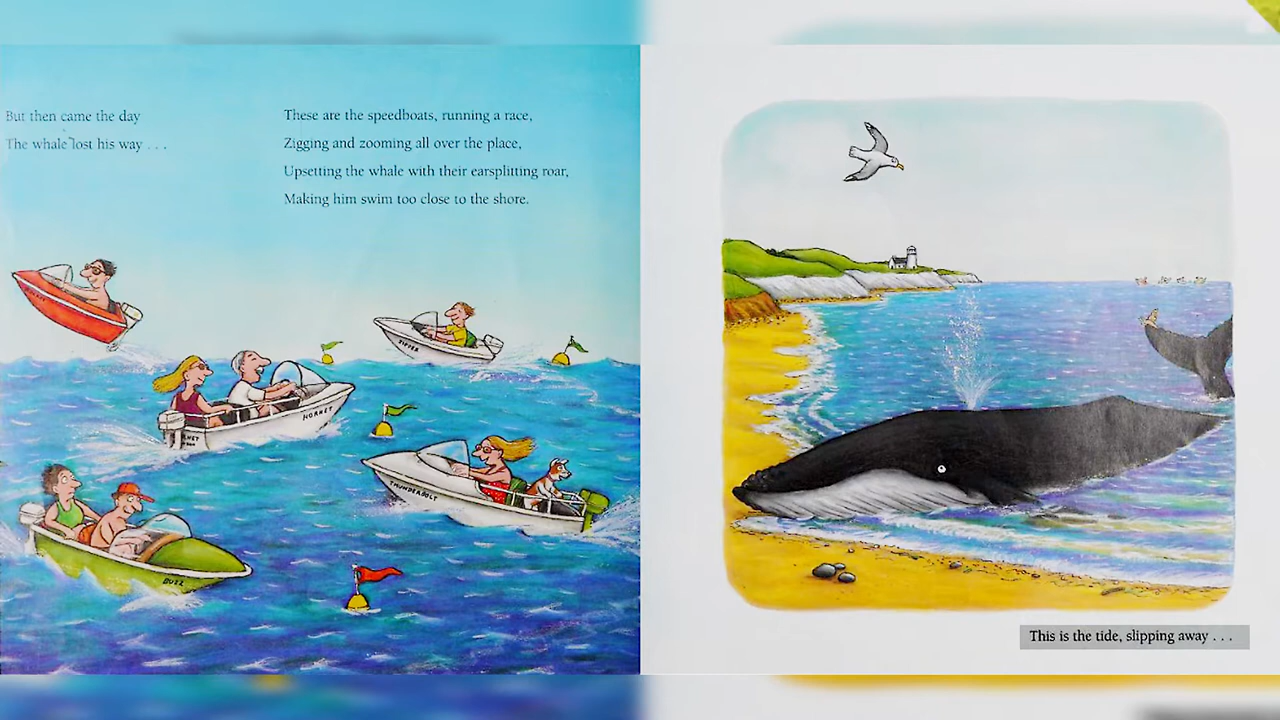 But then came the day
The whale lost his way . . .
These are the speedboats, running a race,
Zigging and zooming all over the place,
Upsetting the whale with their earsplitting roar,
Making him swim too close to the shore.
ZIPPER
HORNET
THUNDERBOLT
BUZZ
This is the tide, slipping away . . .